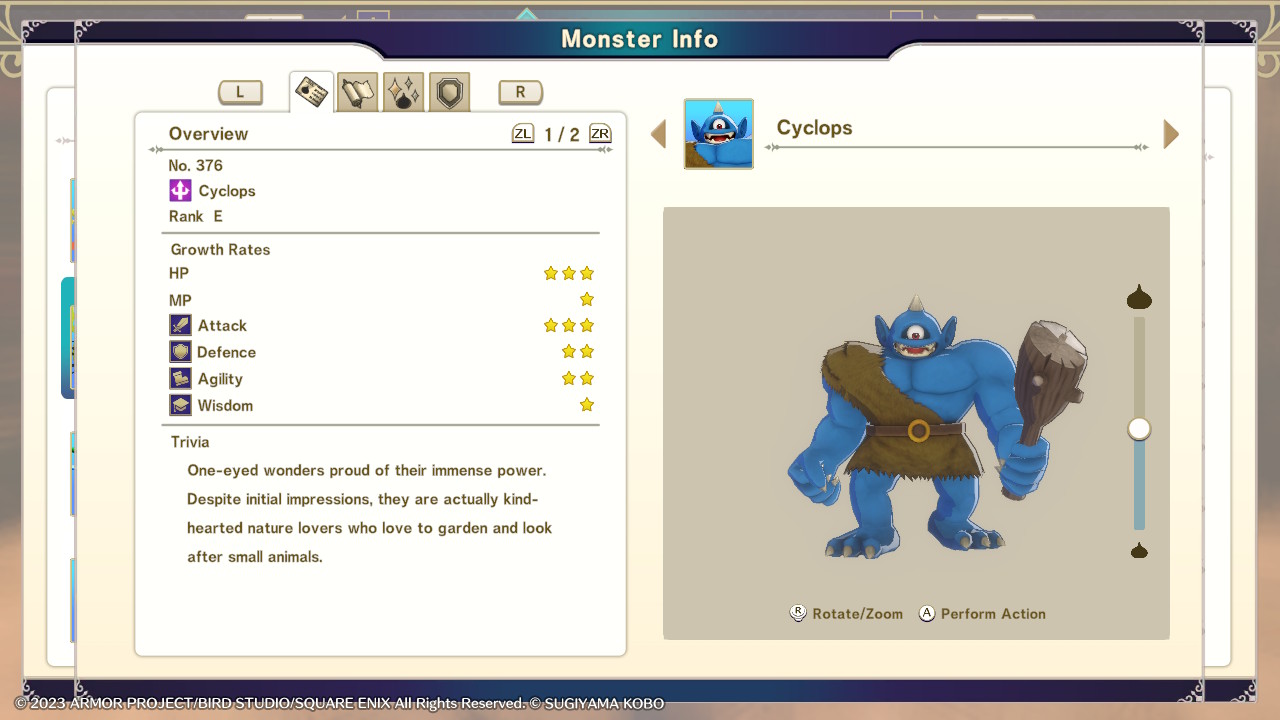 Monster Info
L
R
Overview
ZL 1 / 2 ZR
No. 376
Cyclops
Rank E
Growth Rates
HP
MP
Attack
Defence
Agility
Wisdom
Trivia
One-eyed wonders proud of their immense power.
Despite initial impressions, they are actually kind-
hearted nature lovers who love to garden and look
after small animals.
Cyclops
R Rotate/Zoom A Perform Action
© 2023 ARMOR PROJECT/BIRD STUDIO/SQUARE ENIX All Rights Reserved. © SUGIYAMA KOBO